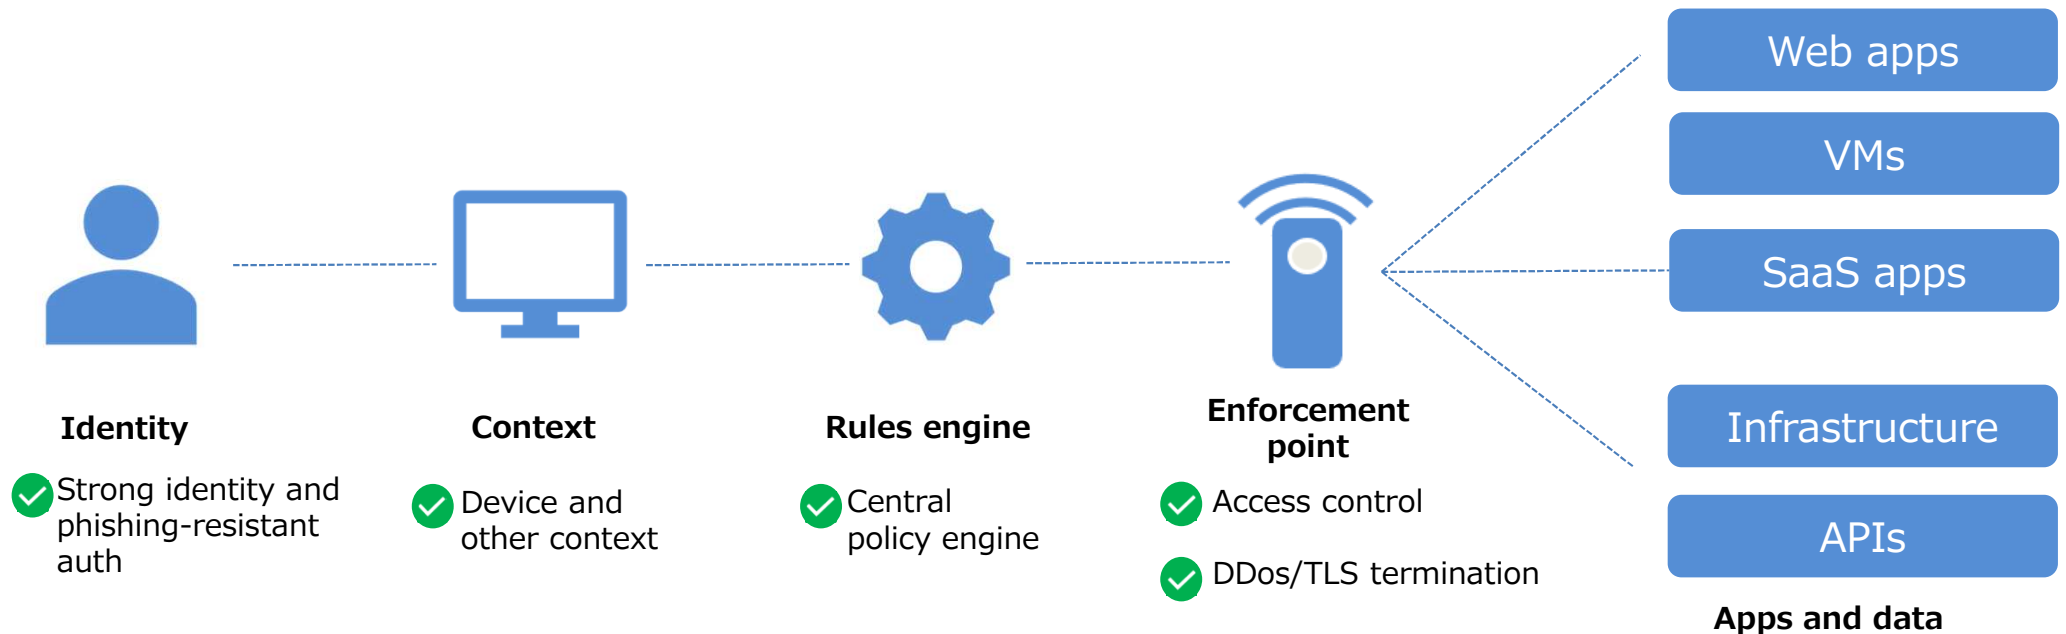 Identity
Strong identity and
phishing-resistant
auth
Context
Device and
other context
Rules engine
Central
policy engine
Enforcement
point
Access control
DDos/TLS termination
Web apps
VMs
SaaS apps
Infrastructure
APIs
Apps and data